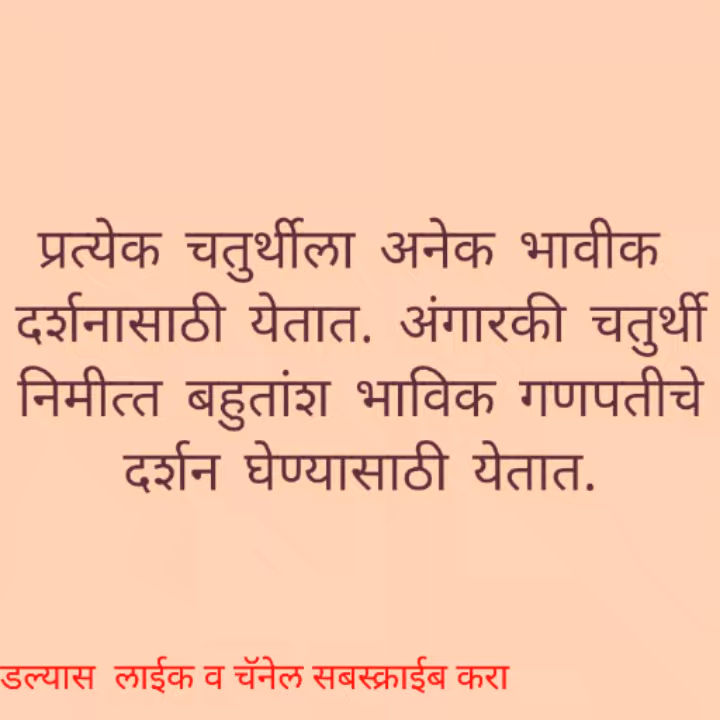 प्रत्येक चतुर्थीला अनेक भावीक
दर्शनासाठी येतात. अंगारकी चतुर्थी
निमीत्त बहुतांश भाविक गणपतीचे
दर्शन घेण्यासाठी येतात.
डल्यास लाईक व चॅनेल सबस्क्राईब करा